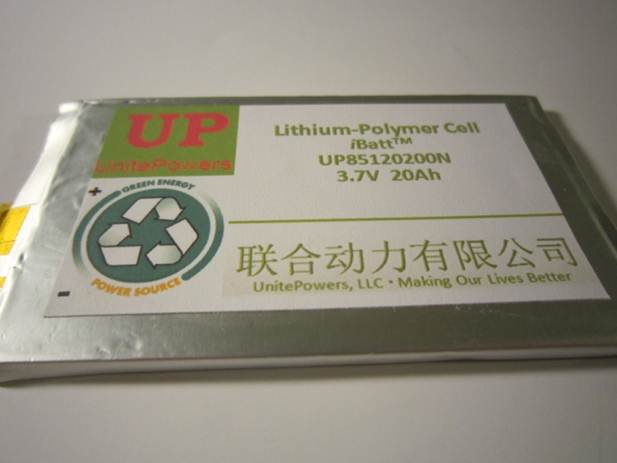 UP
UnitePowers
Lithium-Polymer Cell
iBatt™
UP85120200N
3.7V 20Ah
+
GREEN ENERGY
POWER SOURCE
-
联合动力有限公司
UnitePowers, LLC · Making Our Lives Better